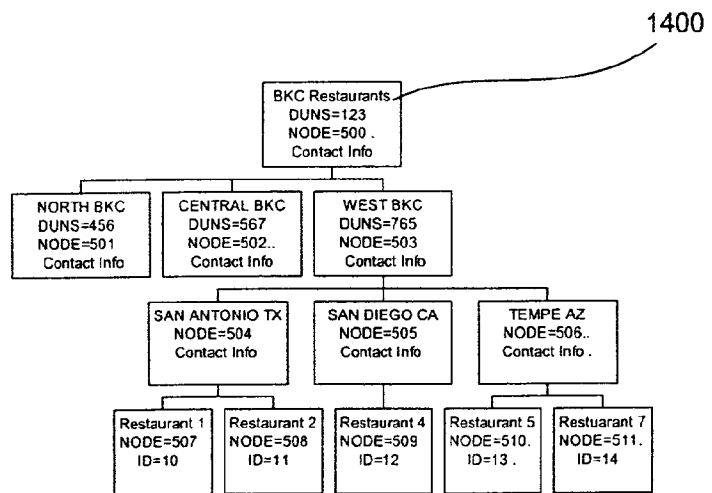 1400
BKC Restaurants
DUNS=123
NODE=500 .
Contact Info
NORTH BKC
DUNS=456
NODE=501
Contact Info
CENTRAL BKC
DUNS=567
NODE=502..
Contact Info
WEST BKC
DUNS=765
NODE=503
Contact Info
SAN ANTONIO TX
NODE=504
Contact Info
SAN DIEGO CA
NODE=505
Contact Info
TEMPE AZ
NODE=506..
Contact Info .
Restaurant 1
NODE=507
ID=10
Restaurant 2
NODE=508
ID=11
Restaurant 4
NODE=509
ID=12
Restaurant 5
NODE=510.
ID=13 .
Restuarant 7
NODE=511.
ID=14